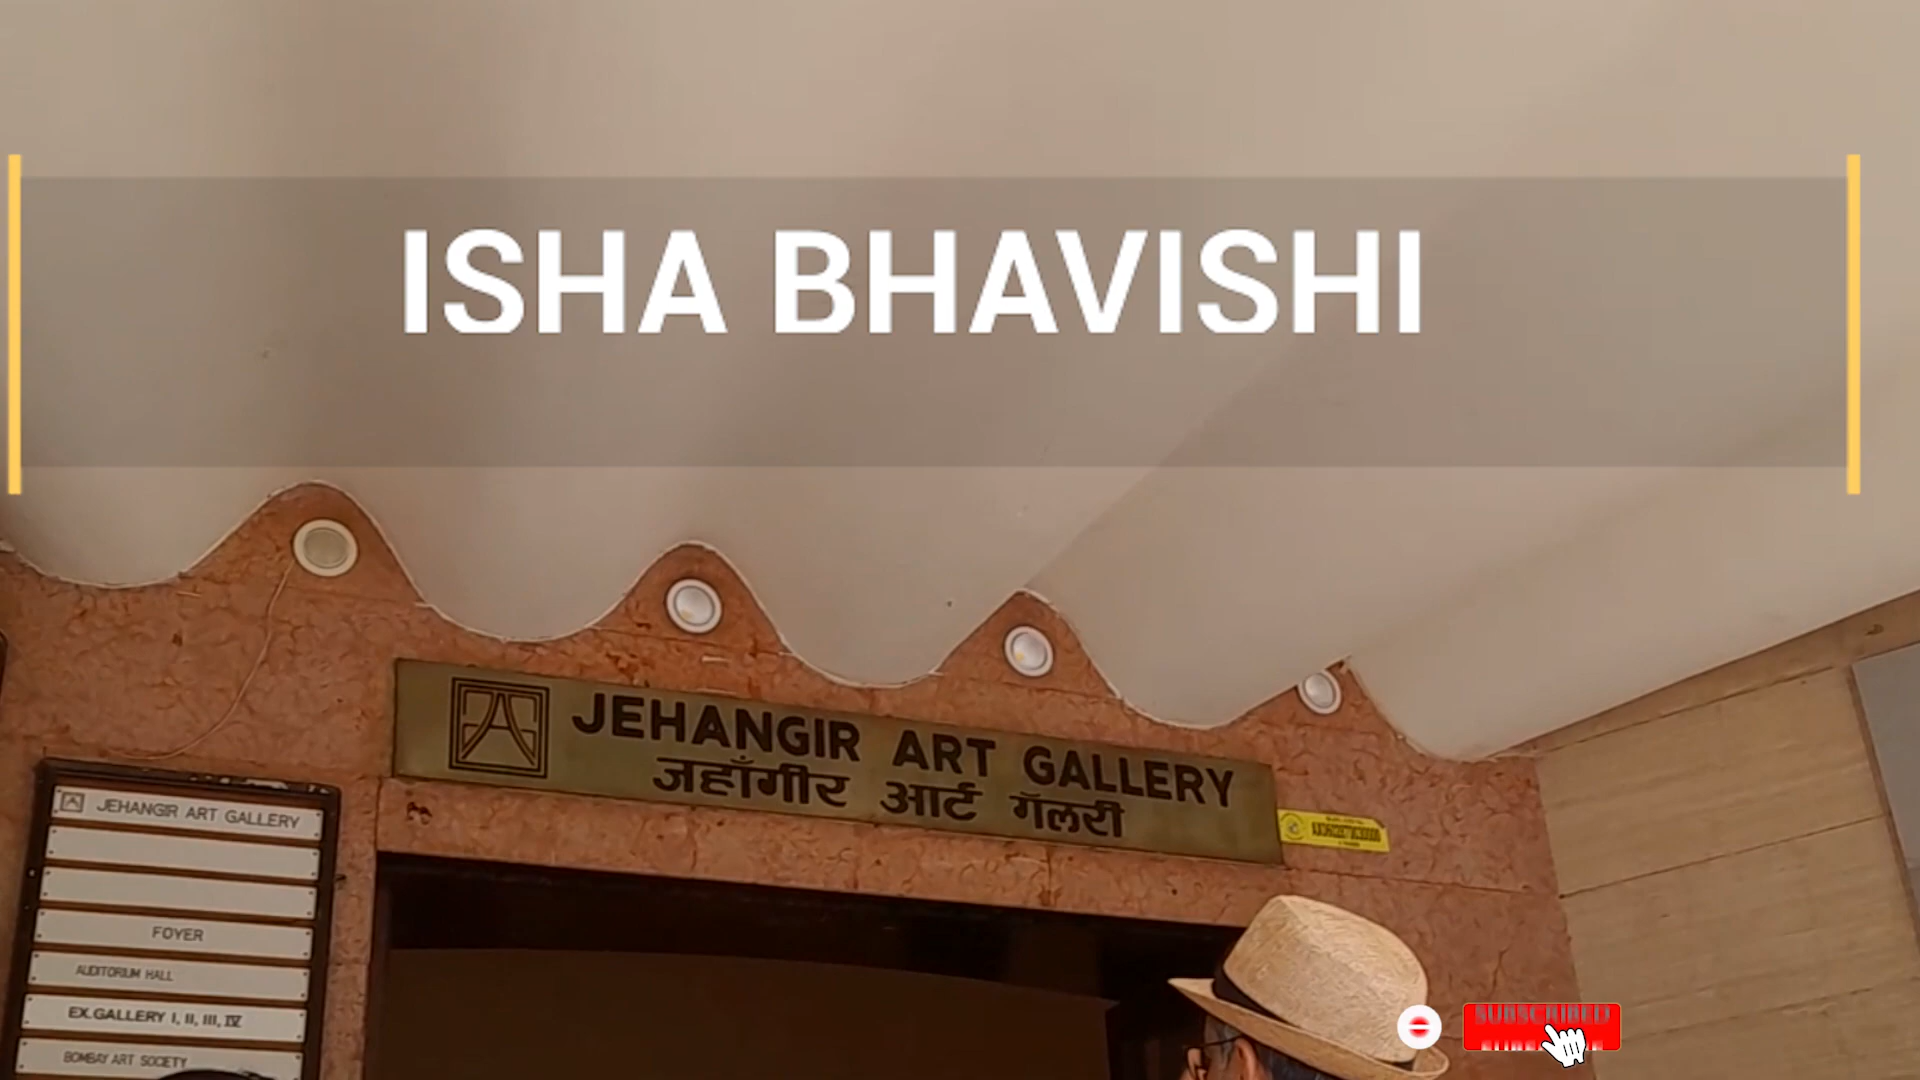 ISHA BHAVISHI
JEHANGIR ART GALLERY
जहाँगीर आर्ट गॅलरी
JEHANGIR ART GALLERY
FOYER
AUDITORIUM HALL
EX.GALLERY I, II, III, IV
BOMBAY ART SOCIETY
SUBSCRIBED